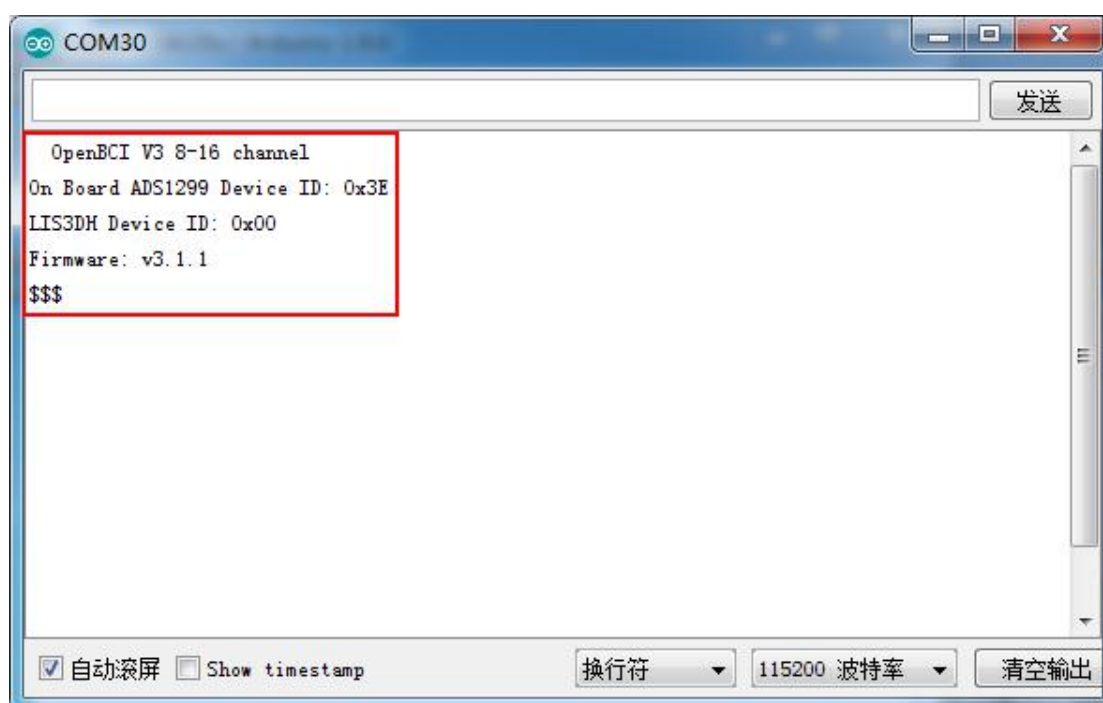 COM30
发送
OpenBCI V3 8-16 channel
On Board ADS1299 Device ID: 0x3E
LIS3DH Device ID: 0x00
Firmware: v3.1.1
$$$
自动滚屏 Show timestamp 换行符 115200 波特率 清空输出